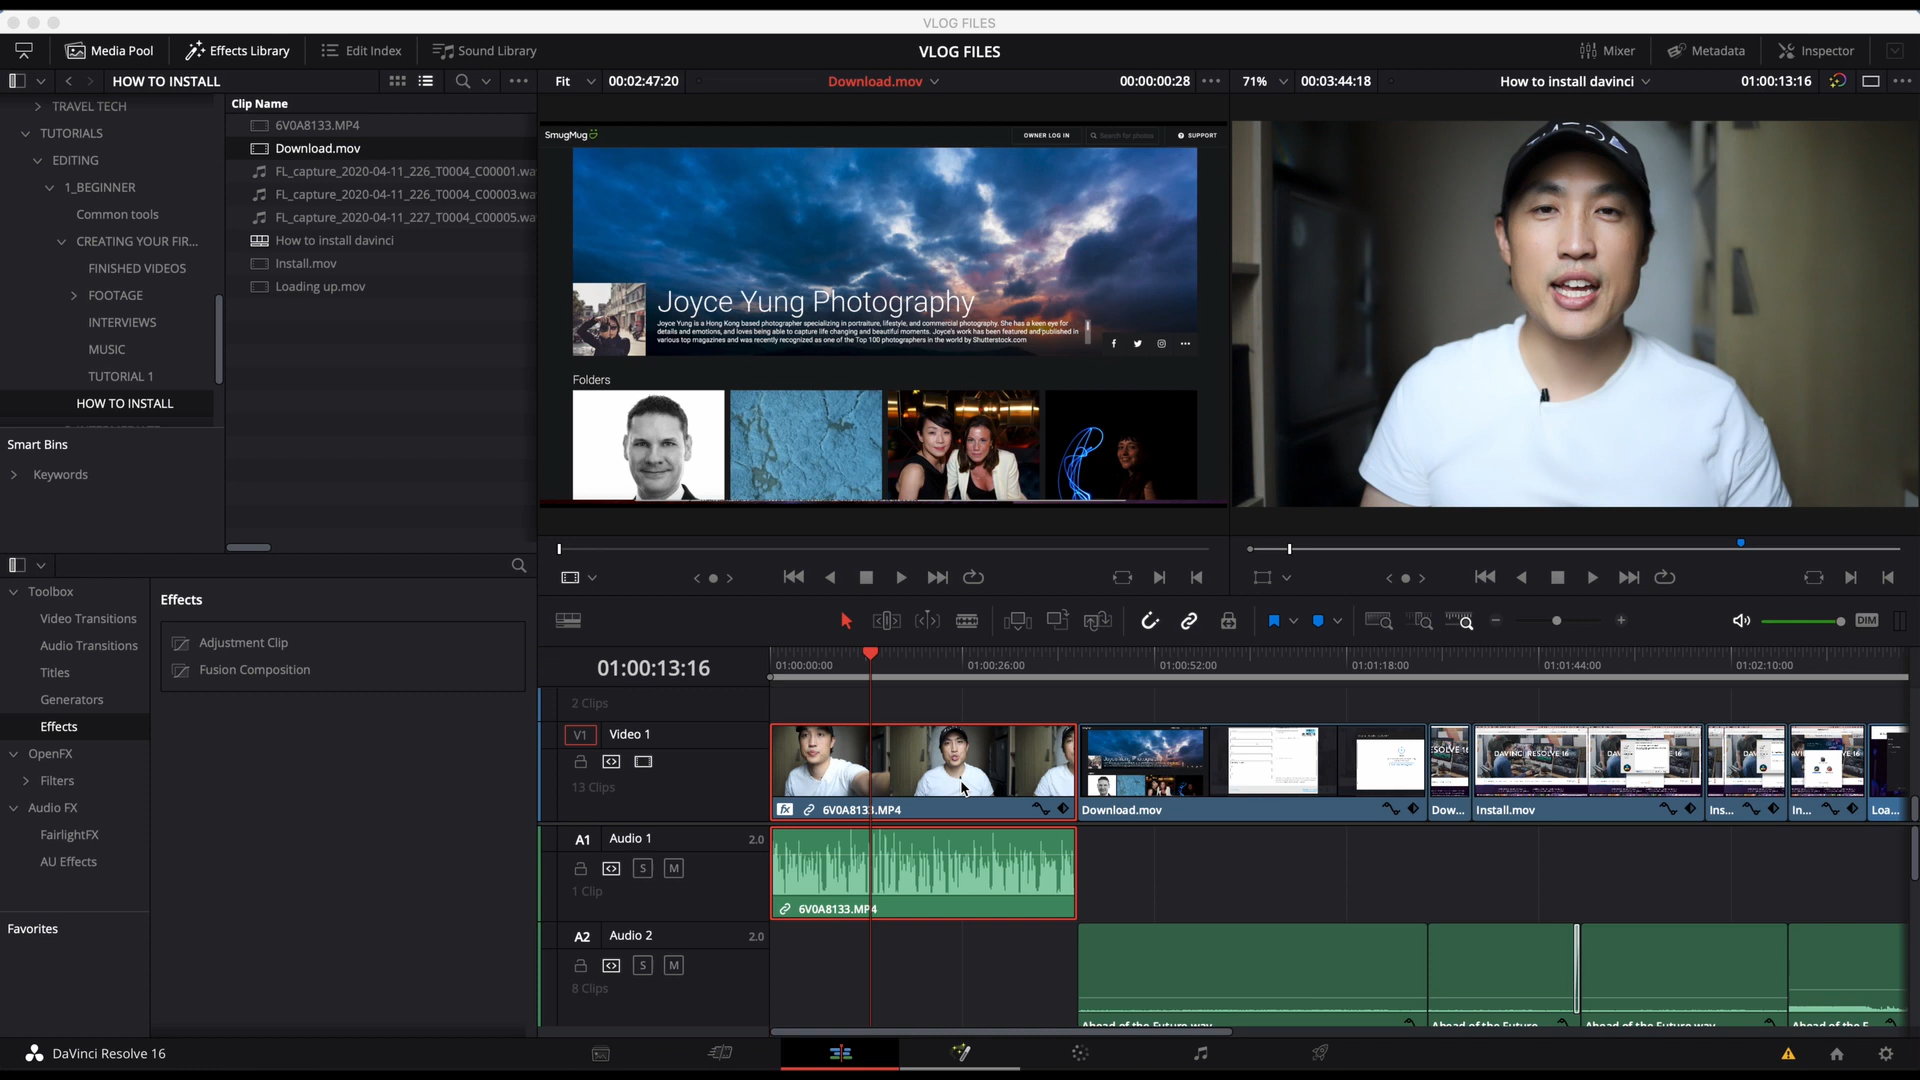 VLOG FILES
Media Pool
Effects Library
Edit Index
Sound Library
VLOG FILES
Mixer
Metadata
Inspector
HOW TO INSTALL
Fit
00:02:47:20
Download.mov
00:00:00:28
71%
00:03:44:18
How to install davinci
01:00:13:16
TRAVEL TECH
TUTORIALS
EDITING
1_BEGINNER
Common tools
CREATING YOUR FIR...
FINISHED VIDEOS
FOOTAGE
INTERVIEWS
MUSIC
TUTORIAL 1
HOW TO INSTALL
Smart Bins
Keywords
Clip Name
6V0A8133.MP4
Download.mov
FL_capture_2020-04-11_226_T0004_C00001.wa
FL_capture_2020-04-11_226_T0004_C00003.wa
FL_capture_2020-04-11_227_T0004_C00005.wa
How to install davinci
Install.mov
Loading up.mov
SmugMug
OWNER LOG IN
Search for photos
SUPPORT
Joyce Yung Photography
Joyce Yung is a Hong Kong based photographer specializing in portraiture, lifestyle, and commercial photography. She has a keen eye for
details and emotions, and loves being able to capture life changing and beautiful moments. Joyce's work has been featured and published in
various top magazines and was recently recognized as one of the Top 100 photographers in the world by Shutterstock.com
Folders
Toolbox
Video Transitions
Audio Transitions
Titles
Generators
Effects
OpenFX
Filters
Audio FX
FairlightFX
AU Effects
Favorites
Effects
Adjustment Clip
Fusion Composition
DIM
01:00:13:16
01:00:00:00
01:00:26:00
01:00:52:00
01:01:18:00
01:01:44:00
01:02:10:00
2 Clips
V1
Video 1
13 Clips
fx
6V0A8133.MP4
Download.mov
Dow...
Install.mov
Ins...
In...
Loa...
A1
Audio 1
2.0
S
M
1 Clip
6V0A8133.MP4
A2
Audio 2
2.0
S
M
8 Clips
Ahead of the Future.wav
Ahead of the Future....
Ahead of the Future.wav
Ahead of the F...
DaVinci Resolve 16